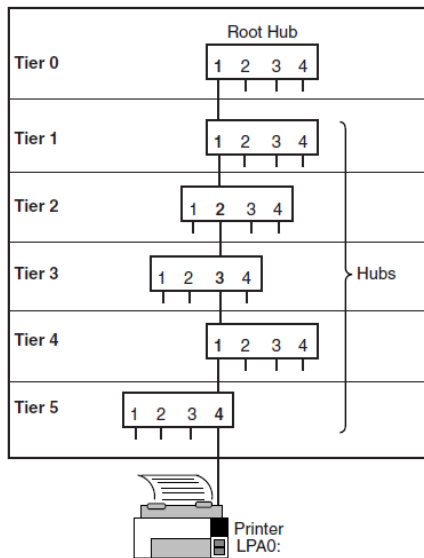 Root Hub
Tier 0
1 2 3 4
Tier 1
1 2 3 4
Tier 2
1 2 3 4
Tier 3
1 2 3 4
Hubs
Tier 4
1 2 3 4
Tier 5
1 2 3 4
Printer
LPA0: